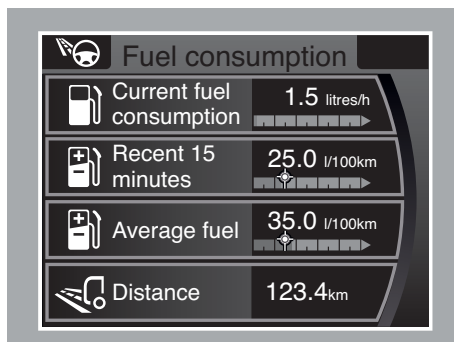 Fuel consumption
Current fuel
consumption
1.5 litres/h
Recent 15
minutes
25.0 l/100km
Average fuel
35.0 l/100km
Distance
123.4km